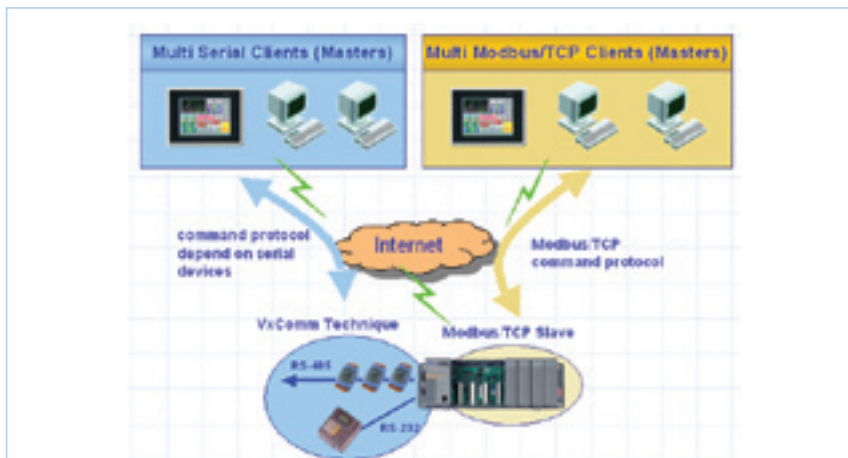 Multi Serial Clients (Masters)
Multi Modbus/TCP Clients (Masters)
Internet
command protocol
depend on serial
devices
Modbus/TCP
command protocol
VxComm Technique
Modbus/TCP Slave
RS-485
RS-232